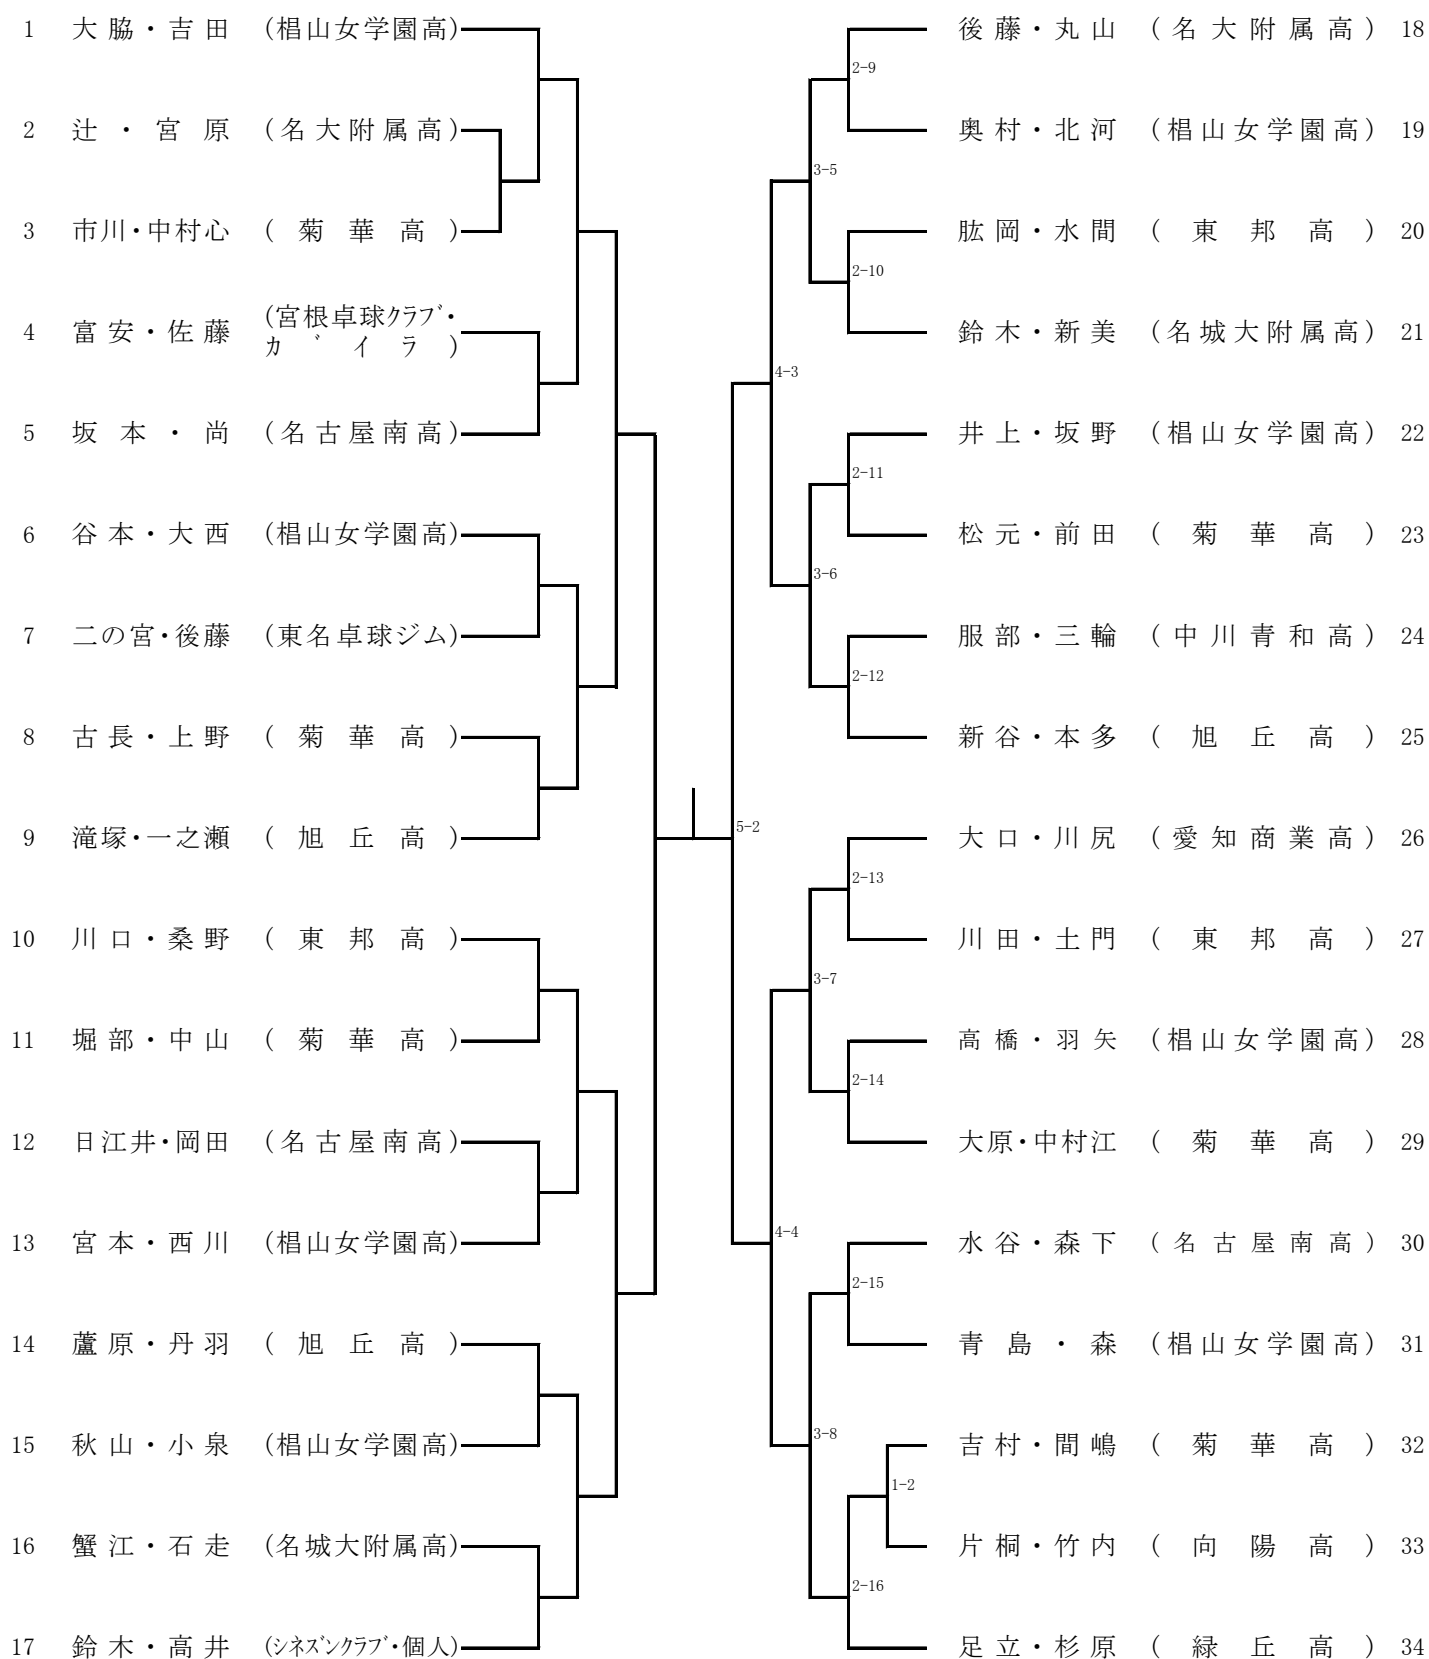 1 大脇・吉田 (椙山女学園高)
2 辻・宮原 (名大附属高)
3 市川・中村心 (菊華高)
4 富安・佐藤 (宮根卓球クラブ・
ガイラ)
5 坂本・尚 (名古屋南高)
6 谷本・大西 (椙山女学園高)
7 二の宮・後藤 (東名卓球ジム)
8 古長・上野 (菊華高)
9 滝塚・一之瀬 (旭丘高)
10 川口・桑野 (東邦高)
11 堀部・中山 (菊華高)
12 日江井・岡田 (名古屋南高)
13 宮本・西川 (椙山女学園高)
14 蘆原・丹羽 (旭丘高)
15 秋山・小泉 (椙山女学園高)
16 蟹江・石走 (名城大附属高)
17 鈴木・高井 (シネズンクラブ・個人)
5-2
4-3
4-4
3-5
3-6
3-7
3-8
2-9
2-10
2-11
2-12
2-13
2-14
2-15
2-16
1-2
後藤・丸山 (名大附属高) 18
奥村・北河 (椙山女学園高) 19
肱岡・水間 (東邦高) 20
鈴木・新美 (名城大附属高) 21
井上・坂野 (椙山女学園高) 22
松元・前田 (菊華高) 23
服部・三輪 (中川青和高) 24
新谷・本多 (旭丘高) 25
大口・川尻 (愛知商業高) 26
川田・土門 (東邦高) 27
高橋・羽矢 (椙山女学園高) 28
大原・中村江 (菊華高) 29
水谷・森下 (名古屋南高) 30
青島・森 (椙山女学園高) 31
吉村・間嶋 (菊華高) 32
片桐・竹内 (向陽高) 33
足立・杉原 (緑丘高) 34